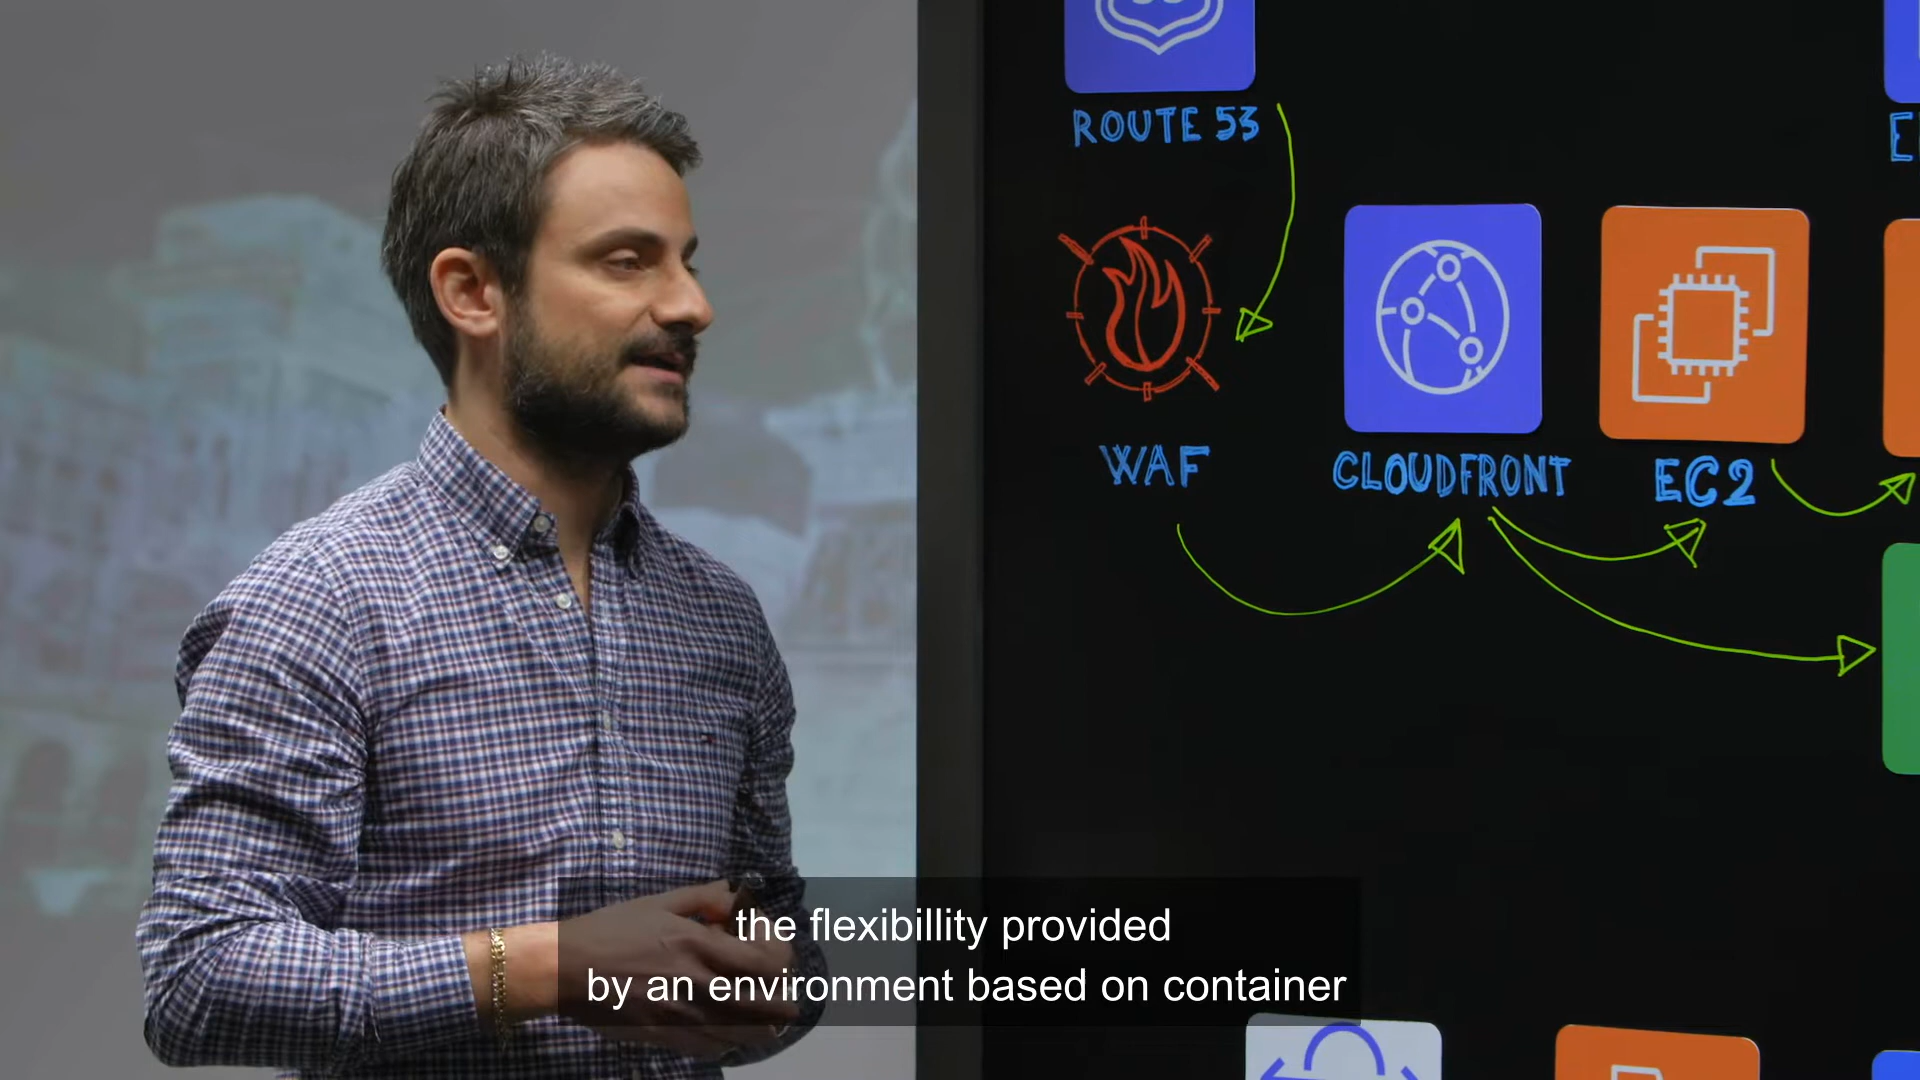 ROUTE 53
E
WAF
CLOUDFRONT
EC2
the flexibillity provided
by an environment based on container